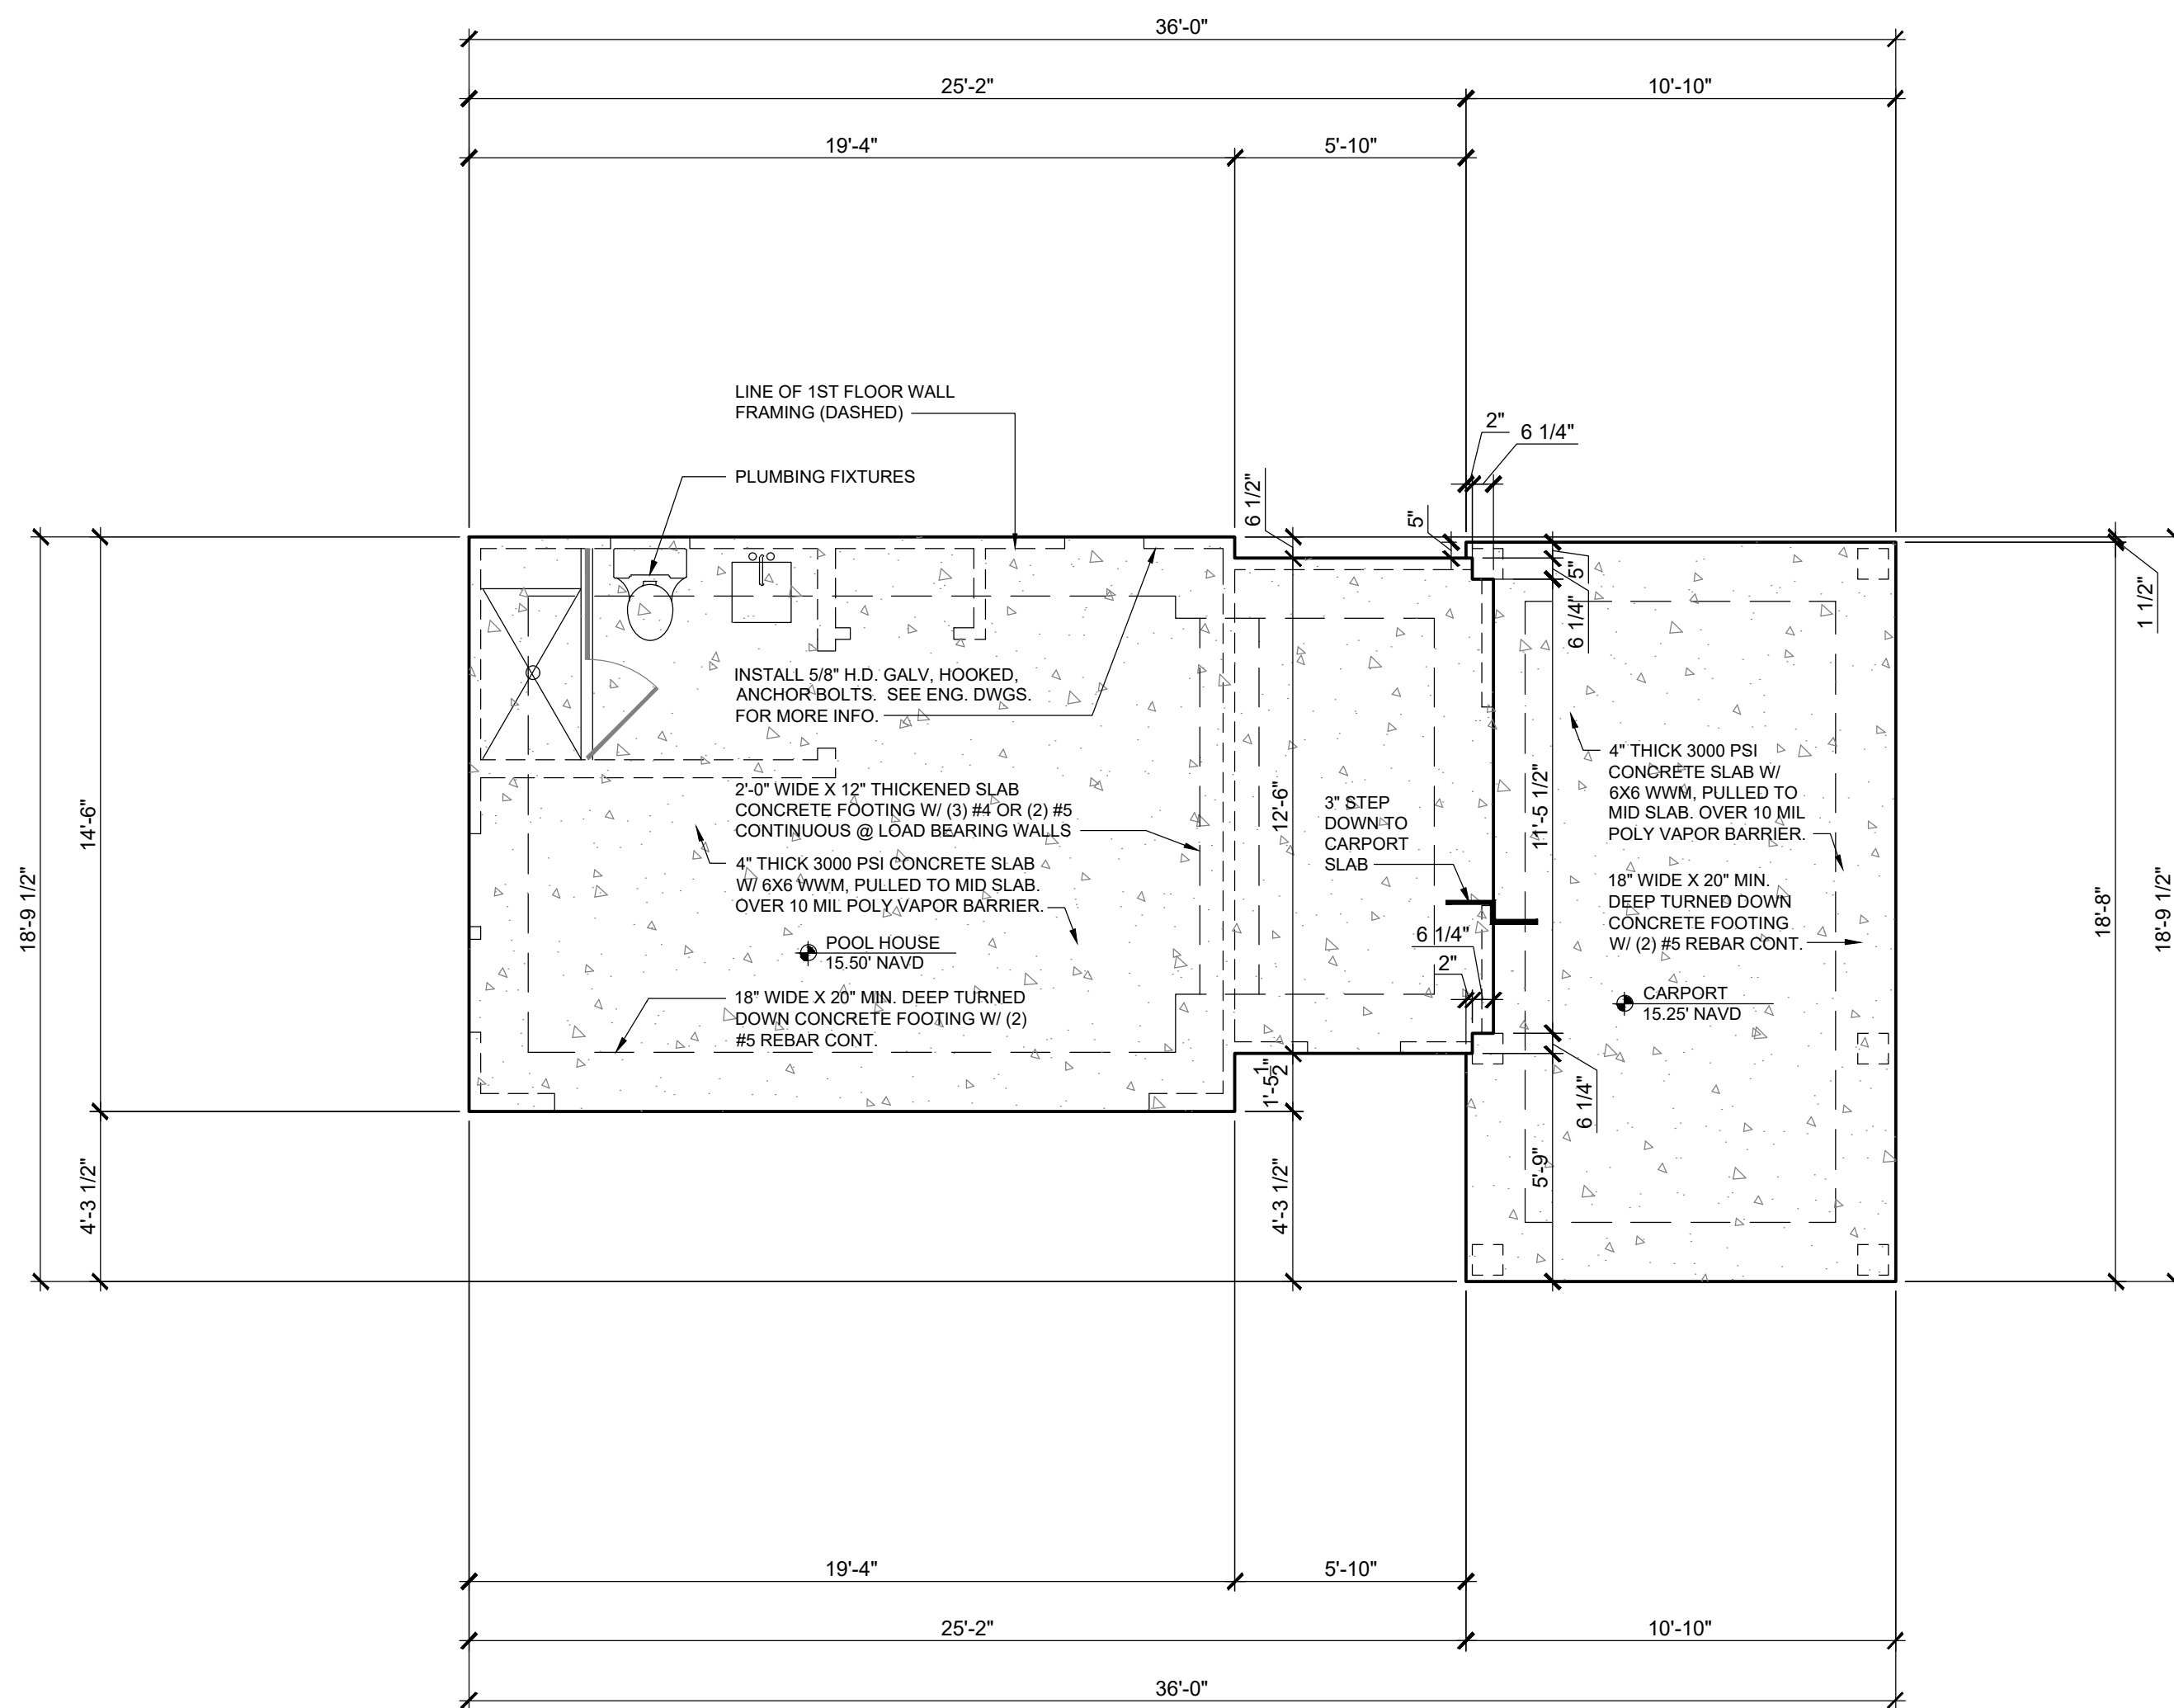 36'-0"
25'-2"
10'-10"
19'-4"
5'-10"
LINE OF 1ST FLOOR WALL
FRAMING (DASHED)
PLUMBING FIXTURES
2"
6 1/4"
6 1/2"
5"
5"
6 1/4"
1 1/2"
INSTALL 5/8" H.D. GALV, HOOKED,
ANCHOR BOLTS. SEE ENG. DWGS.
FOR MORE INFO.
2'-0" WIDE X 12" THICKENED SLAB
CONCRETE FOOTING W/ (3) #4 OR (2) #5
CONTINUOUS @ LOAD BEARING WALLS
4" THICK 3000 PSI CONCRETE SLAB
W/ 6X6 WWM, PULLED TO MID SLAB.
OVER 10 MIL POLY VAPOR BARRIER.
POOL HOUSE
15.50' NAVD
18" WIDE X 20" MIN. DEEP TURNED
DOWN CONCRETE FOOTING W/ (2)
#5 REBAR CONT.
12'-6"
3" STEP
DOWN TO
CARPORT
SLAB
11'-5 1/2"
4" THICK 3000 PSI
CONCRETE SLAB W/
6X6 WWM, PULLED TO
MID SLAB. OVER 10 MIL
POLY VAPOR BARRIER.
18" WIDE X 20" MIN.
DEEP TURNED DOWN
CONCRETE FOOTING
W/ (2) #5 REBAR CONT.
6 1/4"
2"
CARPORT
15.25' NAVD
14'-6"
18'-9 1/2"
4'-3 1/2"
1'-5 1/2"
4'-3 1/2"
6 1/4"
5'-9"
18'-8"
18'-9 1/2"
19'-4"
5'-10"
25'-2"
10'-10"
36'-0"